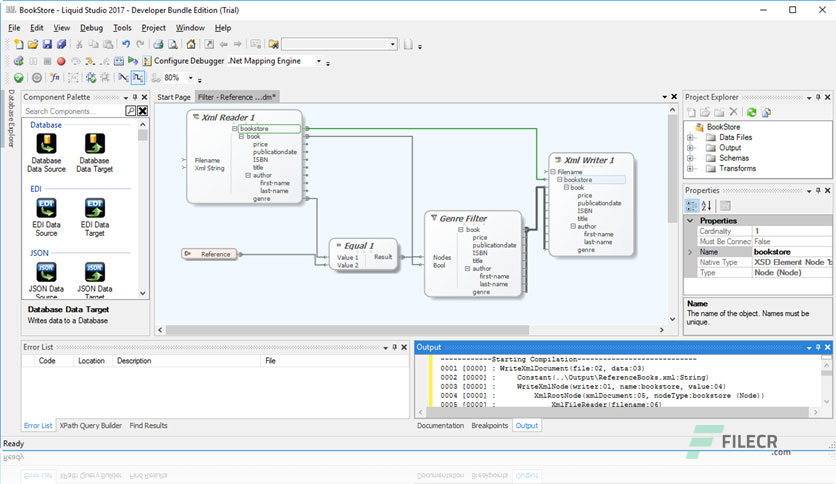 BookStore - Liquid Studio 2017 - Developer Bundle Edition (Trial)
File Edit View Debug Tools Project Window Help
Configure Debugger .Net Mapping Engine
80%
Database Explorer
Component Palette
Search Components...
Database
Database Data Source
Database Data Target
EDI
EDI
EDI
EDI Data Source
EDI Data Target
JSON
JSON
JSON
JSON Data Source
JSON Data Target
Database Data Target
Writes data to a Database
Start Page Filter - Reference ...dm*
Xml Reader 1
bookstore
book
price
publicationdate
Filename
ISBN
Xml String
title
author
first-name
last-name
genre
Reference
Equal 1
Value 1 Result
Value 2
Genre Filter
book
price
publicationdate
Nodes
ISBN
Bool
title
author
first-name
last-name
genre
Xml Writer 1
Filename
bookstore
book
price
publicationdate
ISBN
title
author
first-name
last-name
genre
Project Explorer
BookStore
Data Files
Output
Schemas
Transforms
Properties
Properties
Cardinality 1
Must Be Connect False
Name bookstore
Native Type XSD Element Node 1:
Type Node (Node)
Name
The name of the object. Names must be
unique.
Error List
Code Location Description File
Error List XPath Query Builder Find Results
Output
------------Starting Compilation---------------------------
0001 [0000] : WriteXmlDocument(file:02, data:03)
0002 [0000] : Constant(..\Output\ReferenceBooks.xml:String)
0003 [0000] : WriteXmlNode(writer:01, name:bookstore, value:04)
0004 [0000] : XmlRootNode(xmlDocument:05, nodeType:bookstore (Node))
0005 [0000] : XmlFileReader(filename:06)
Documentation Breakpoints Output
Ready
FILECR
.com